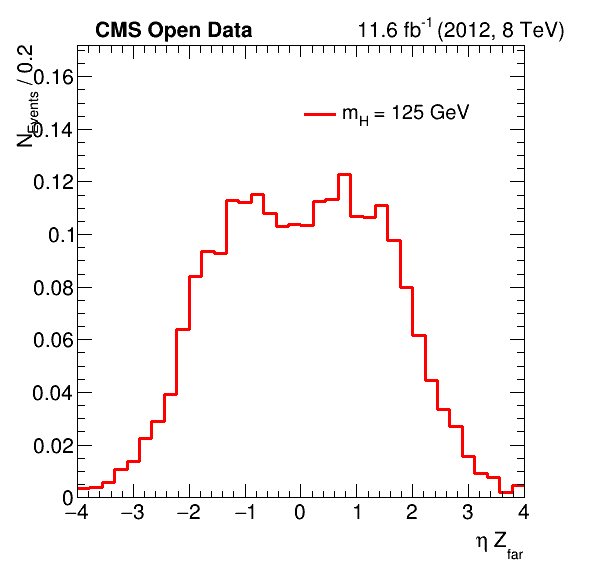 CMS Open Data 11.6 fb-1 (2012, 8 TeV)
NEvents / 0.2
mH = 125 GeV
0.16
0.14
0.12
0.1
0.08
0.06
0.04
0.02
0
−4 −3 −2 −1 0 1 2 3 4
η Zfar